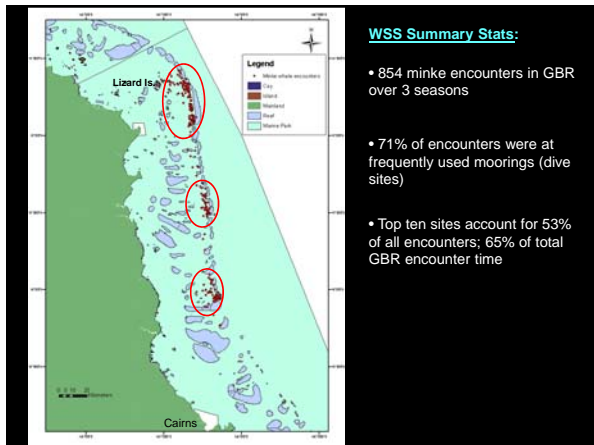 WSS Summary Stats:
• 854 minke encounters in GBR
over 3 seasons
• 71% of encounters were at
frequently used moorings (dive
sites)
• Top ten sites account for 53%
of all encounters; 65% of total
GBR encounter time
Legend
Minke whale encounters
Cay
Island
Mainland
Reef
Marine Park
Lizard Is.
Cairns